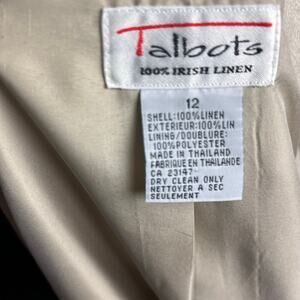 Talbots
100% IRISH LINEN
12
SHELL:100%LINEN
EXTERIEUR:100%LIN
LINING/DOUBLURE:
100%POLYESTER
MADE IN THAILAND
FABRIQUE EN THAILANDE
CA 23147
DRY CLEAN ONLY
NETTOYER A SEC
SEULEMENT